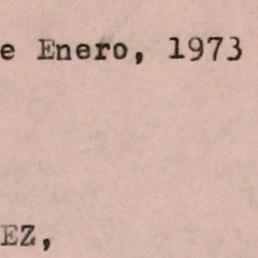 e Enero, 1973
EZ,